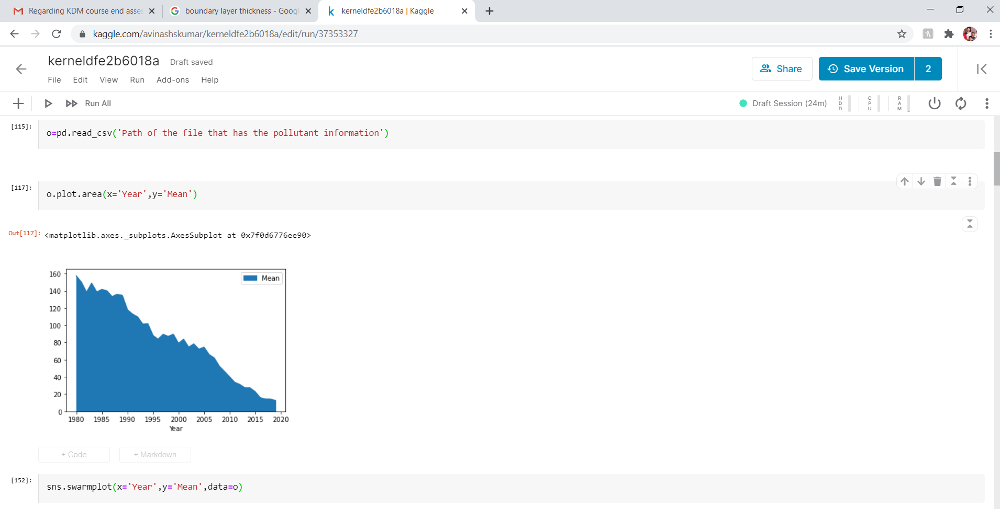 Regarding KDM course end asses
boundary layer thickness - Googl
kerneldfe2b6018a | Kaggle
kaggle.com/avinashskumar/kerneldfe2b6018a/edit/run/37353327
kerneldfe2b6018a Draft saved
File Edit View Run Add-ons Help
Share
Save Version 2
Run All
Draft Session (24m)
HDD
CPU
RAM
[115]:
o=pd.read_csv('Path of the file that has the pollutant information')
[117]:
o.plot.area(x='Year',y='Mean')
Out[117]:
<matplotlib.axes._subplots.AxesSubplot at 0x7f0d6776ee90>
Mean
160
140
120
100
80
60
40
20
0
1980 1985 1990 1995 2000 2005 2010 2015 2020
Year
+ Code + Markdown
[152]:
sns.swarmplot(x='Year',y='Mean',data=o)